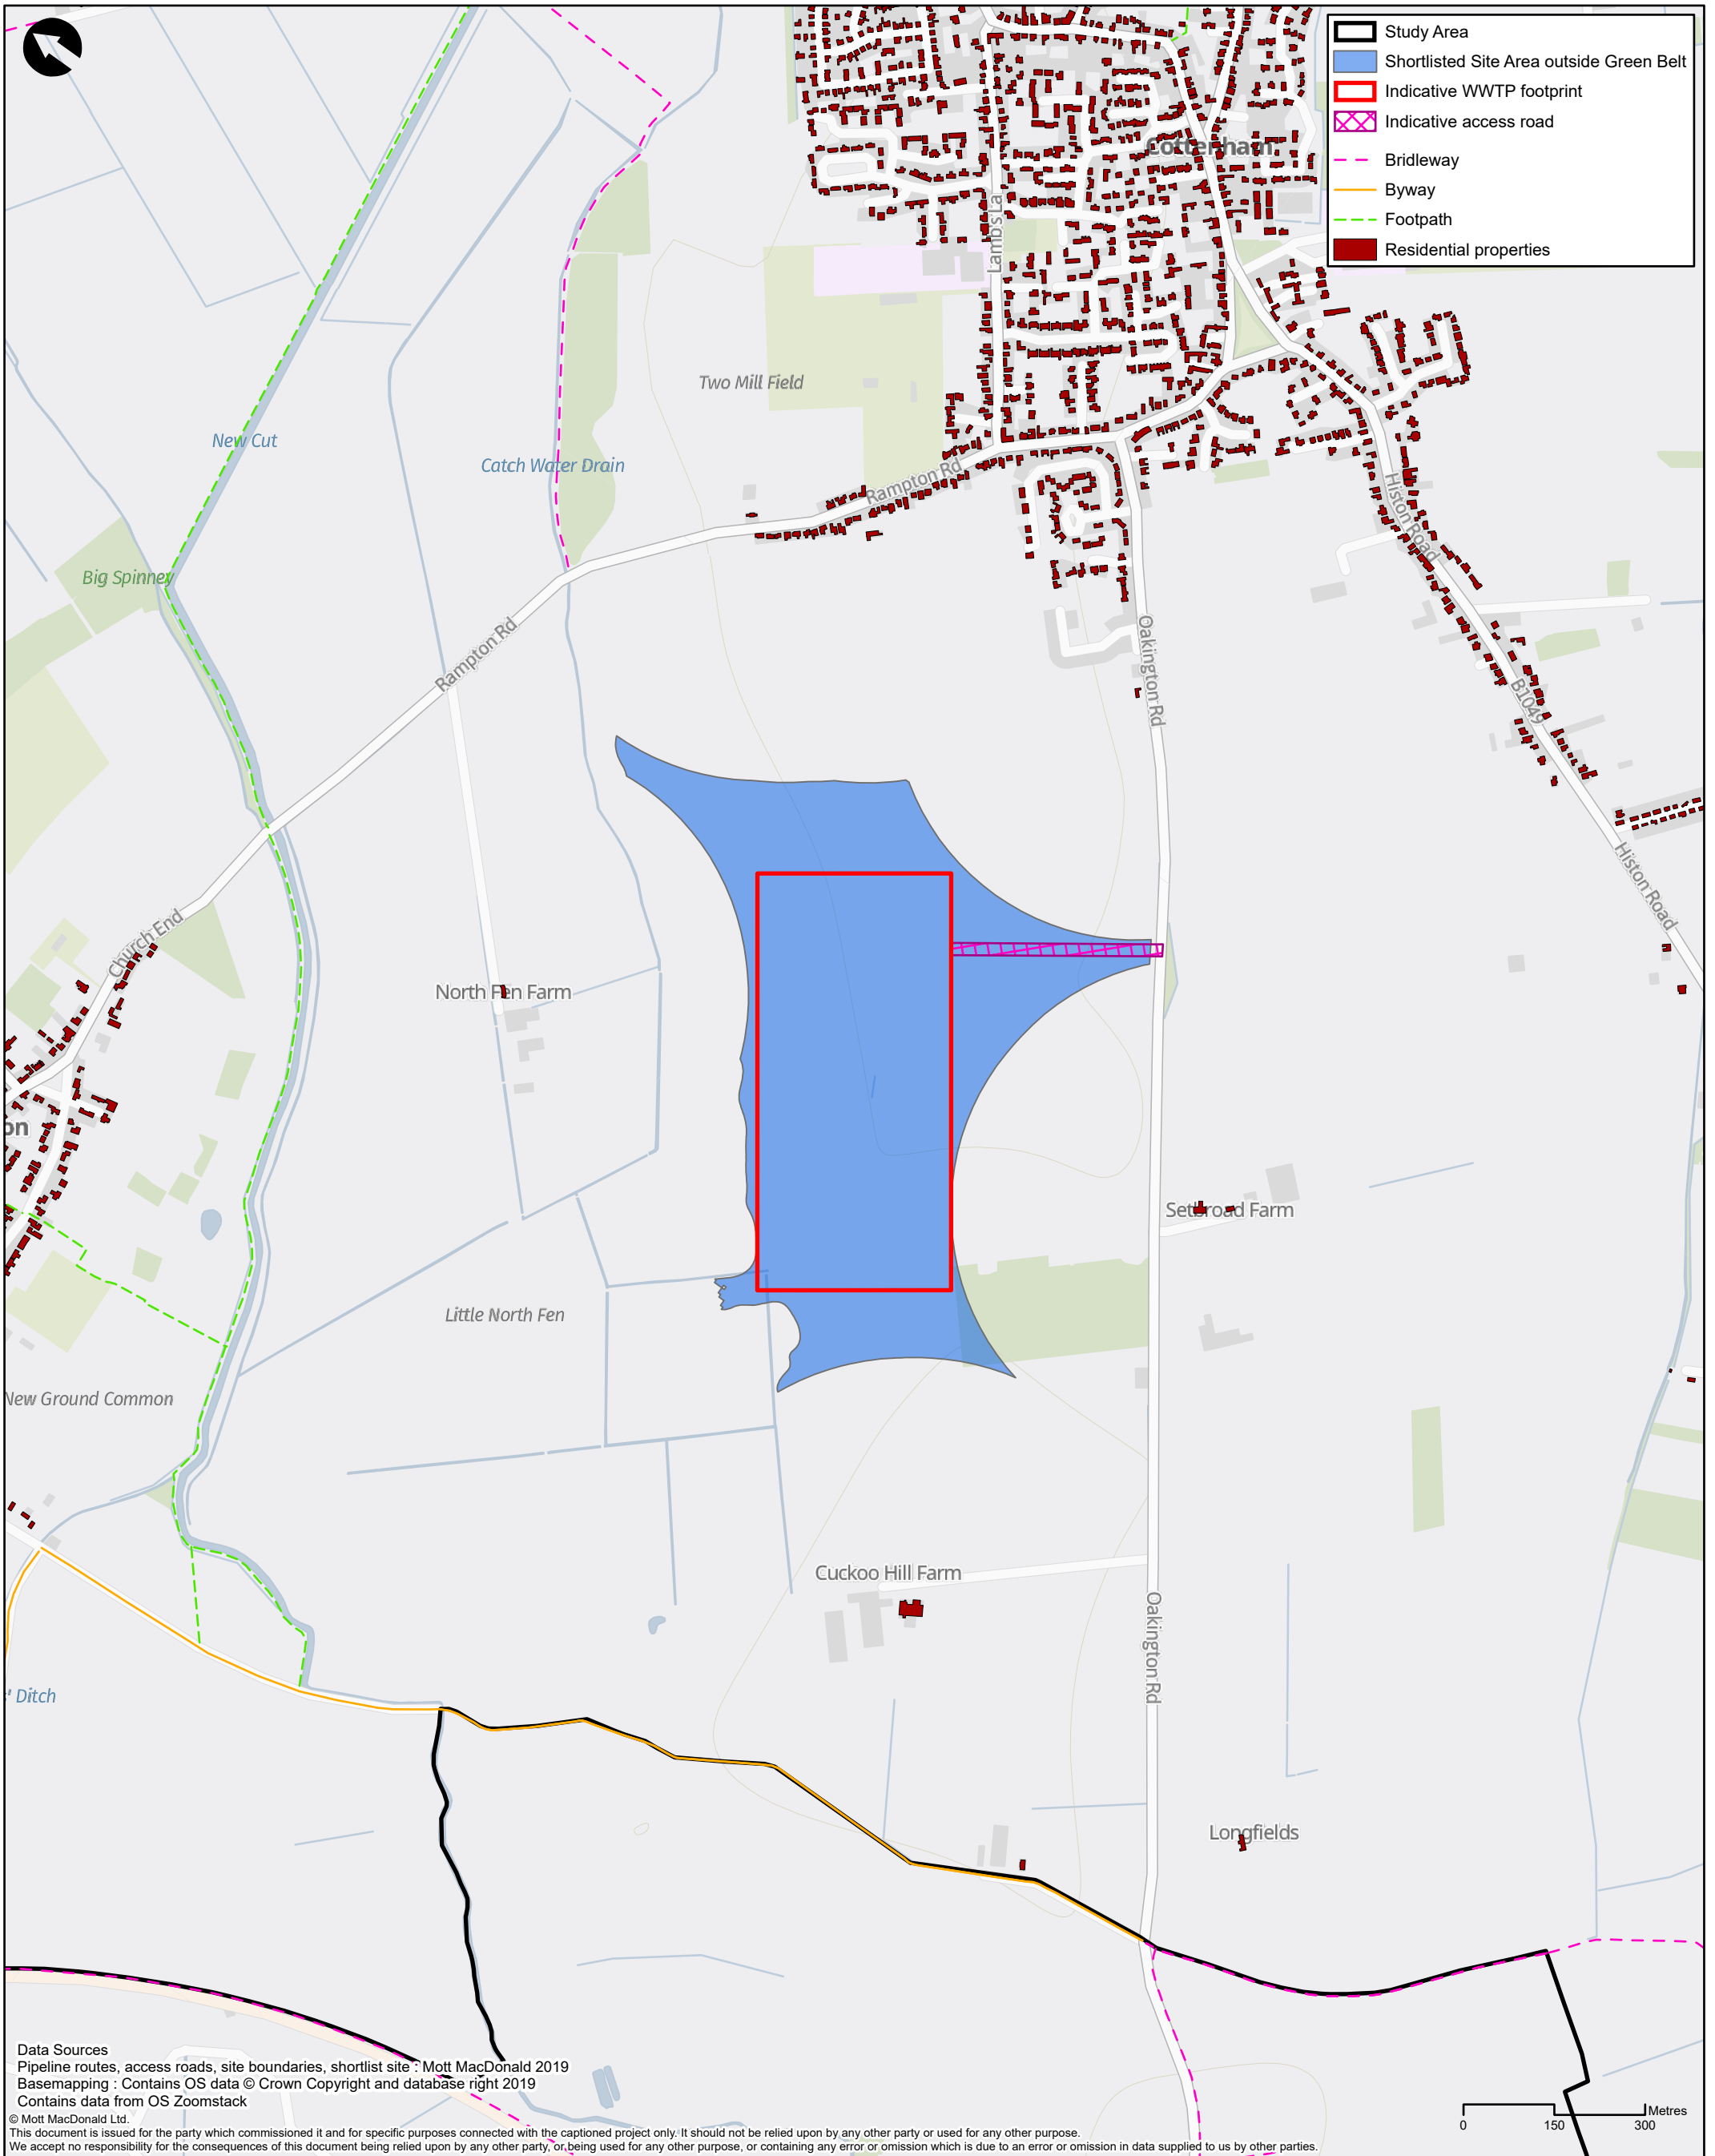 Study Area
Shortlisted Site Area outside Green Belt
Indicative WWTP footprint
Indicative access road
Bridleway
Byway
Footpath
Residential properties
Cottenham
Lamb's La
Two Mill Field
New Cut
Catch Water Drain
Rampton Rd
Histon Road
Big Spinney
Rampton Rd
Oakington Rd
B1049
Histon Road
Church End
North Fen Farm
on
Setbroad Farm
Little North Fen
New Ground Common
Cuckoo Hill Farm
Oakington Rd
' Ditch
Longfields
Data Sources
Pipeline routes, access roads, site boundaries, shortlist site : Mott MacDonald 2019
Basemapping : Contains OS data © Crown Copyright and database right 2019
Contains data from OS Zoomstack
© Mott MacDonald Ltd.
This document is issued for the party which commissioned it and for specific purposes connected with the captioned project only. It should not be relied upon by any other party or used for any other purpose.
We accept no responsibility for the consequences of this document being relied upon by any other party, or being used for any other purpose, or containing any error or omission which is due to an error or omission in data supplied to us by other parties.
Metres
0 150 300